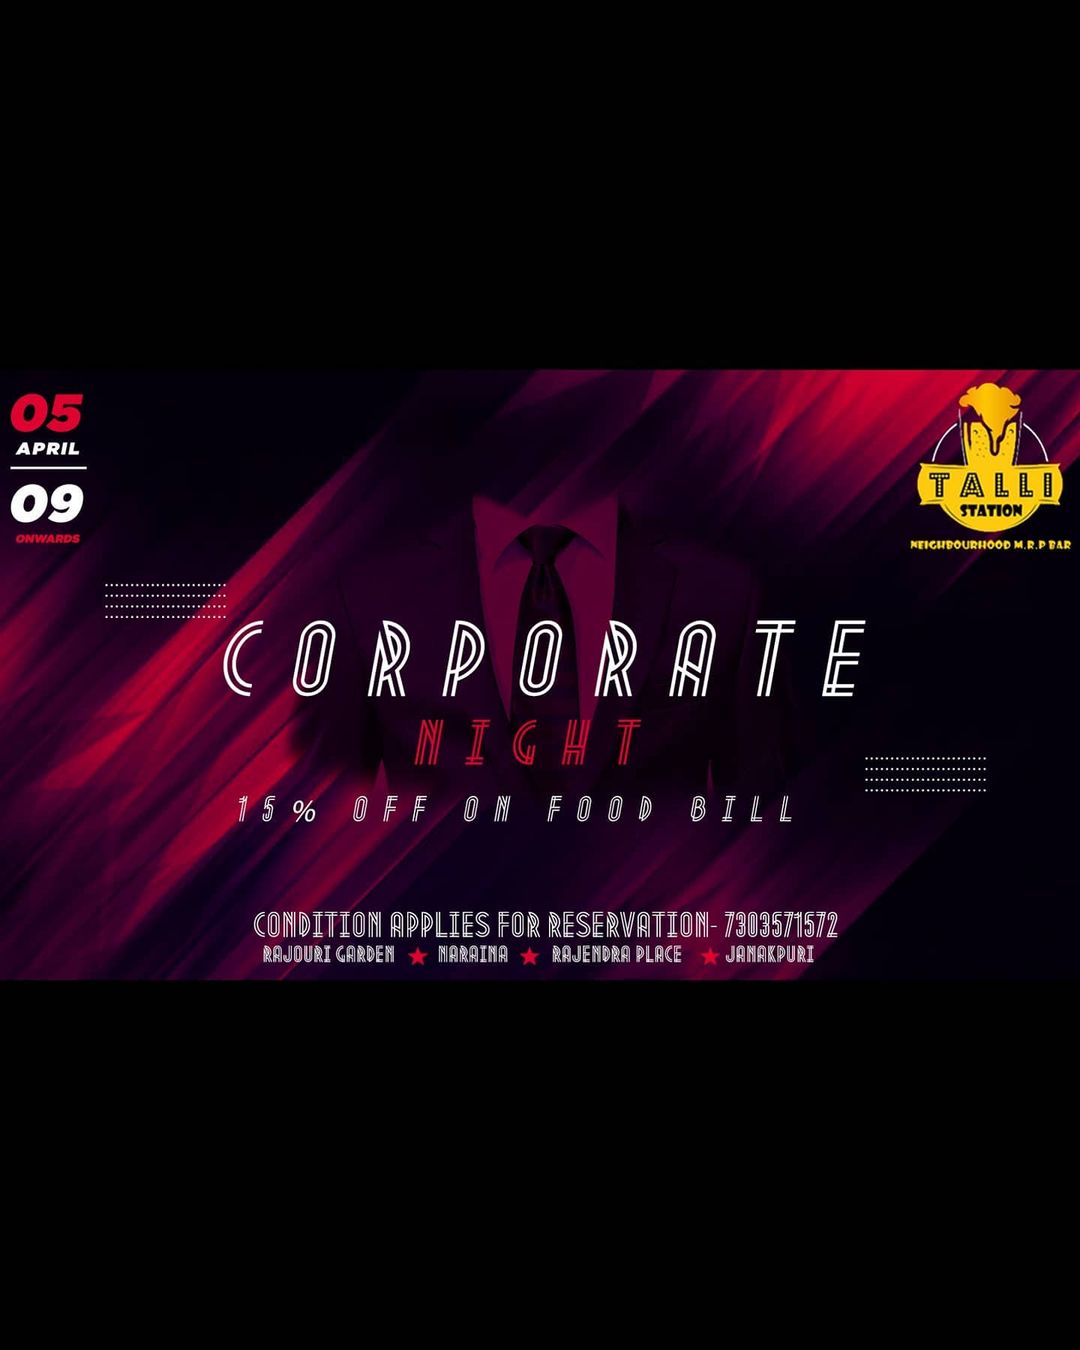 05
APRIL
09
ONWARDS
TALLI
STATION
NEIGHBOURHOOD M.R.P BAR
CORPORATE
NIGHT
15% OFF ON FOOD BILL
CONDITION APPLIES FOR RESERVATION- 7303571572
RAJOURI GARDEN ★ NARAINA ★ RAJENDRA PLACE ★ JANAKPURI